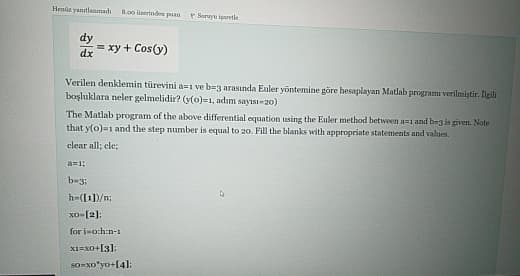 Henüz yanıtlanmadı 8.00 üzerinden puan Soruyu işaretle
dy/dx = xy + Cos(y)
Verilen denklemin türevini a=1 ve b=3 arasında Euler yöntemine göre hesaplayan Matlab programı verilmiştir. İlgili
boşluklara neler gelmelidir? (y(0)=1, adım sayısı=20)
The Matlab program of the above differential equation using the Euler method between a=1 and b=3 is given. Note
that y(0)=1 and the step number is equal to 20. Fill the blanks with appropriate statements and values.
clear all; clc;
a=1;
b=3;
h=([1])/n;
x0=[2];
for i=0:h:n-1
x1=x0+[3];
s0=x0*y0+[4];